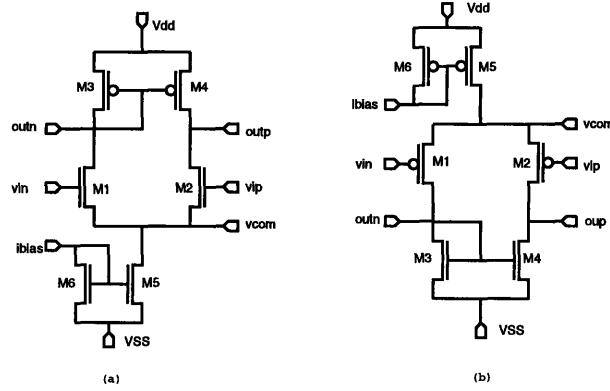 Vdd
M3
M4
outn
outp
vin
M1
M2
vip
vcom
ibias
M6
M5
VSS
(a)
Vdd
M6
M5
Ibias
vcom
vin
M1
M2
vip
outn
oup
M3
M4
VSS
(b)